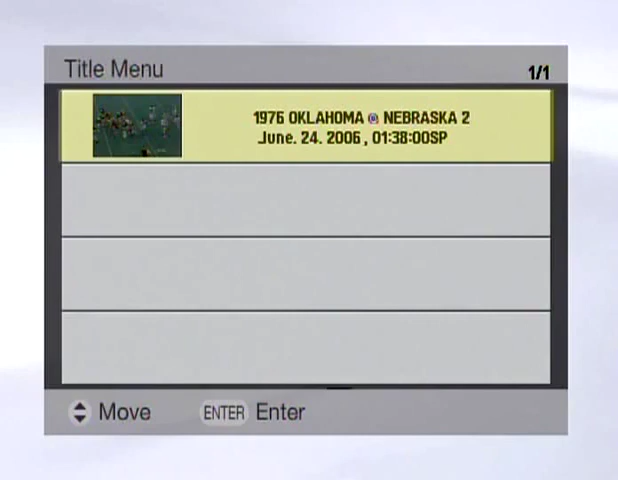 Title Menu
1/1
1976 OKLAHOMA @ NEBRASKA 2
June. 24. 2006 , 01:38:00SP
Move
ENTER Enter